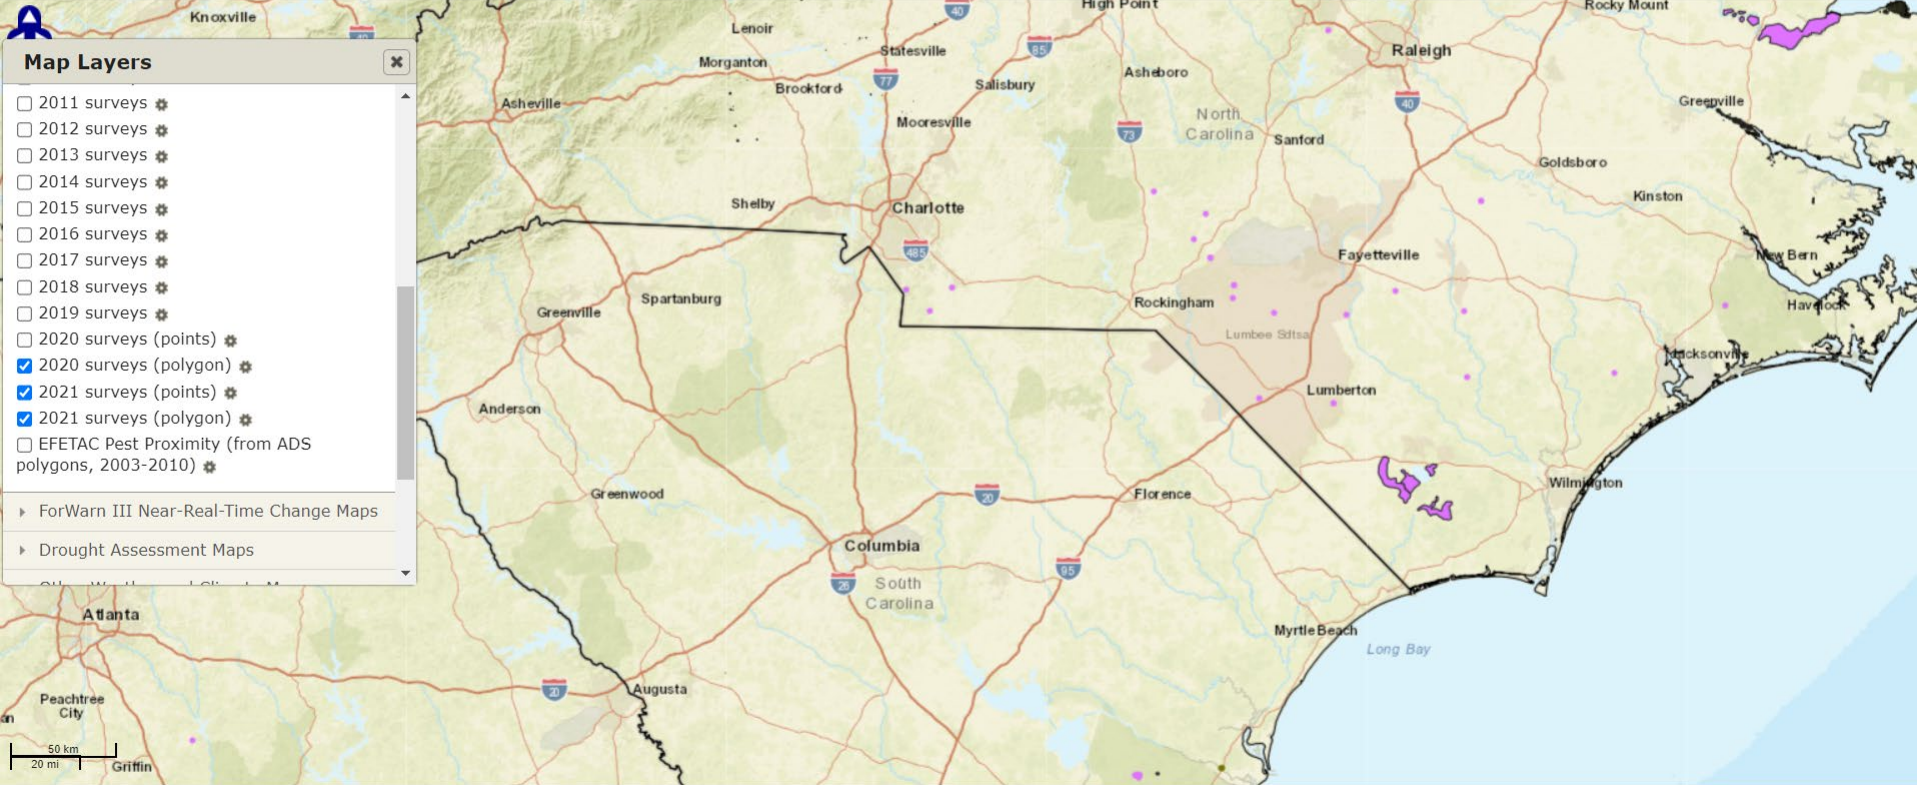 Map Layers
2011 surveys
2012 surveys
2013 surveys
2014 surveys
2015 surveys
2016 surveys
2017 surveys
2018 surveys
2019 surveys
2020 surveys (points)
2020 surveys (polygon)
2021 surveys (points)
2021 surveys (polygon)
EFETAC Pest Proximity (from ADS
polygons, 2003-2010)
ForWarn III Near-Real-Time Change Maps
Drought Assessment Maps
Knoxville
40
Lenoir
40
High Point
Rocky Mount
Statesville
85
Raleigh
Morganton
77
Asheboro
Brookford
Salisbury
Asheville
40
Greenville
Mooresville
73
North
Carolina
Sanford
Goldsboro
Kinston
Shelby
Charlotte
485
Fayetteville
New Bern
Spartanburg
Rockingham
Havelock
Greenville
Lumbee Sdtsa
Jacksonville
Lumberton
Anderson
Greenwood
20
Florence
Wilmington
Columbia
26
95
South
Carolina
Atlanta
Myrtle Beach
Long Bay
20
Augusta
Peachtree
City
an
50 km
20 mi
Griffin